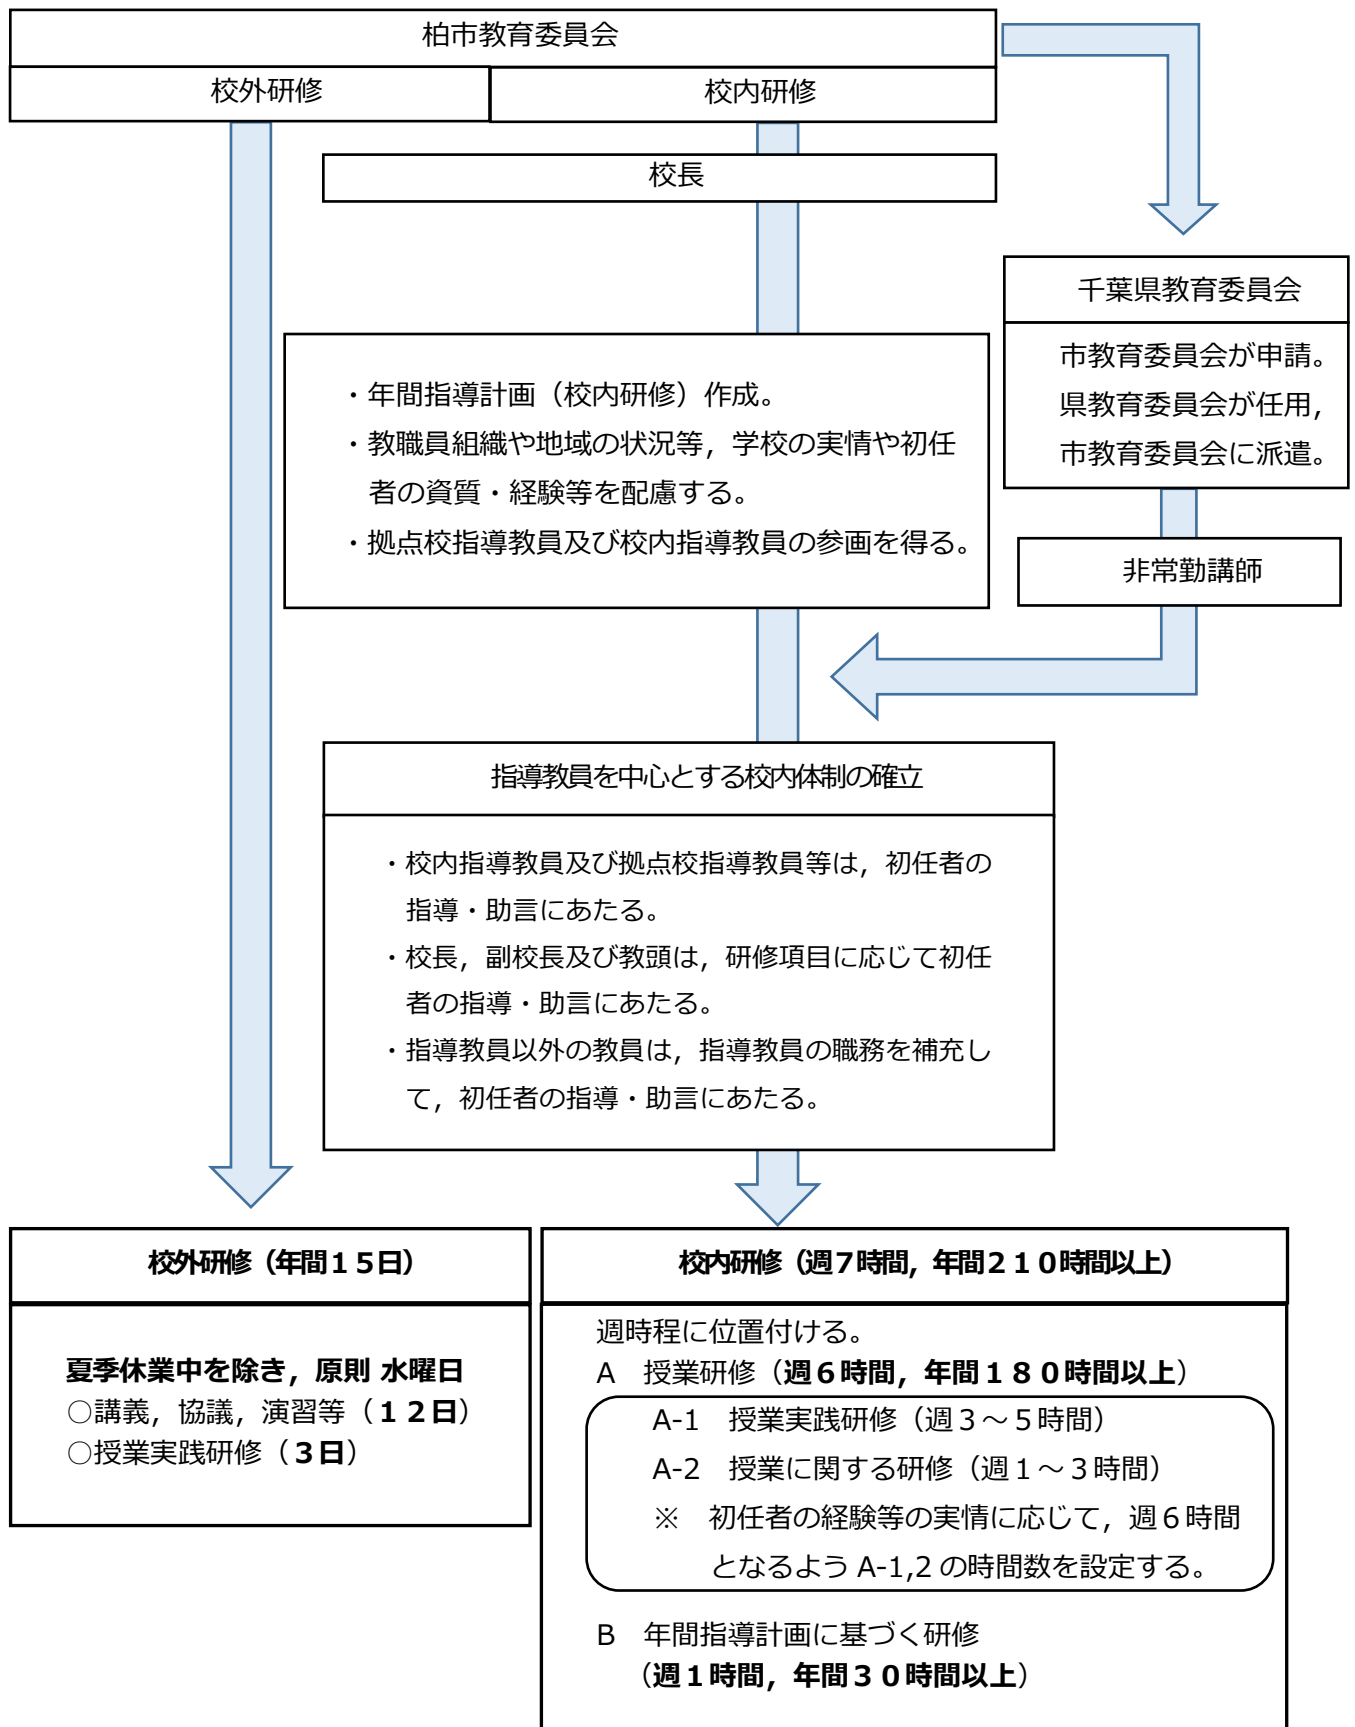 柏市教育委員会
校外研修
校内研修
校長
千葉県教育委員会
市教育委員会が申請。
県教育委員会が任用，
市教育委員会に派遣。
・年間指導計画（校内研修）作成。
・教職員組織や地域の状況等，学校の実情や初任
者の資質・経験等を配慮する。
・拠点校指導教員及び校内指導教員の参画を得る。
非常勤講師
指導教員を中心とする校内体制の確立
・校内指導教員及び拠点校指導教員等は，初任者の
指導・助言にあたる。
・校長，副校長及び教頭は，研修項目に応じて初任
者の指導・助言にあたる。
・指導教員以外の教員は，指導教員の職務を補充し
て，初任者の指導・助言にあたる。
校外研修（年間１５日）
夏季休業中を除き，原則 水曜日
○講義，協議，演習等（１２日）
○授業実践研修（３日）
校内研修（週７時間，年間２１０時間以上）
週時程に位置付ける。
A　授業研修（週６時間，年間１８０時間以上）
A-1　授業実践研修（週３～５時間）
A-2　授業に関する研修（週１～３時間）
※　初任者の経験等の実情に応じて，週６時間
となるよう A-1,2 の時間数を設定する。
B　年間指導計画に基づく研修
（週１時間，年間３０時間以上）